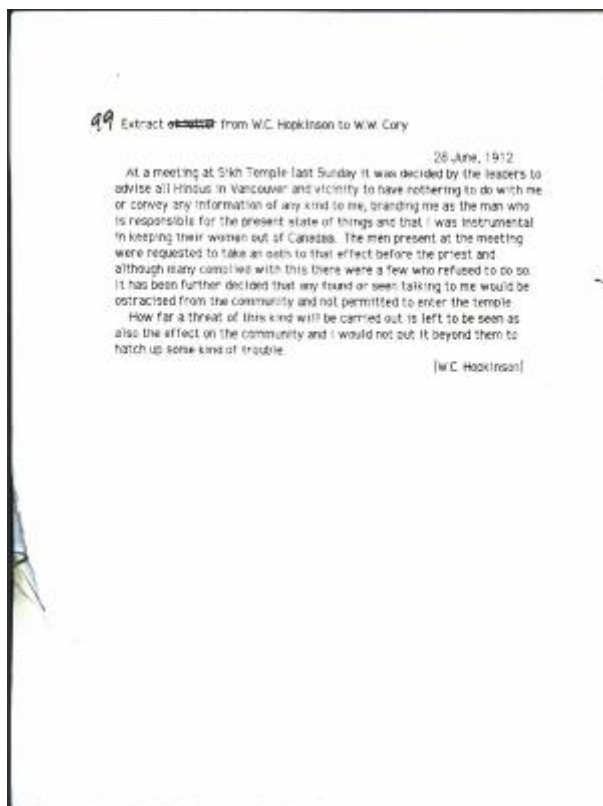 99 Extract of letter from W.C. Hopkinson to W.W. Cory
28 June, 1912
At a meeting at Sikh Temple last Sunday it was decided by the leaders to
advise all Hindus in Vancouver and vicinity to have nothering to do with me
or convey any information of any kind to me, branding me as the man who
is responsible for the present state of things and that I was instrumental
in keeping their women out of Canadaa. The men present at the meeting
were requested to take an oath to that effect before the priest and
although many complied with this there were a few who refused to do so.
It has been further decided that any found or seen talking to me would be
ostracised from the community and not permitted to enter the temple.
How far a threat of this kind will be carried out is left to be seen as
also the effect on the community and I would not put it beyond them to
hatch up some kind of trouble.
[W.C. Hopkinson]